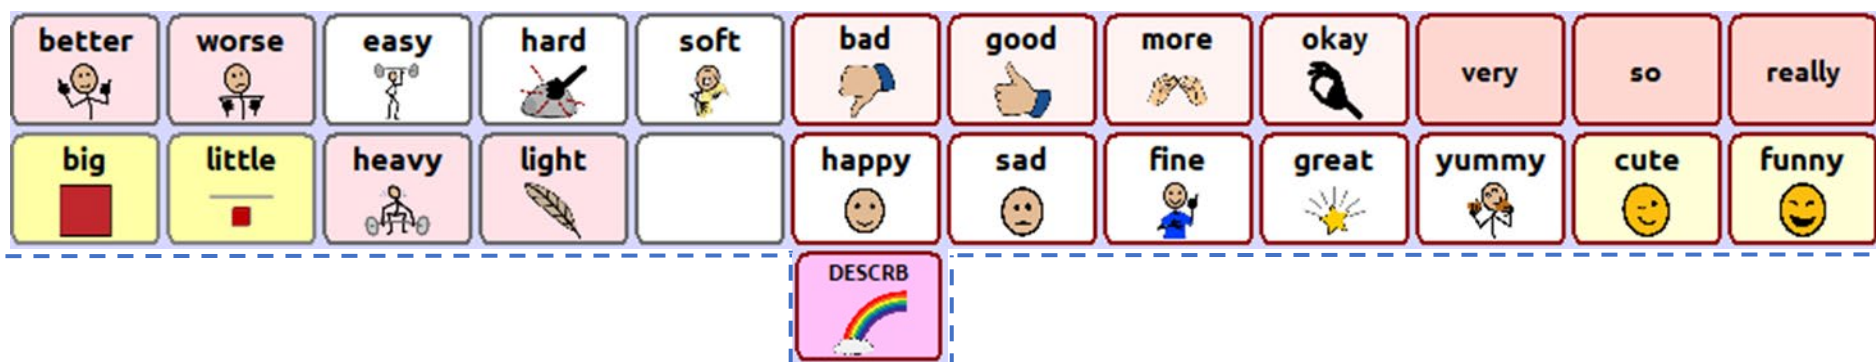 better worse easy hard soft bad good more okay very so really
big little heavy light happy sad fine great yummy cute funny
DESCRB